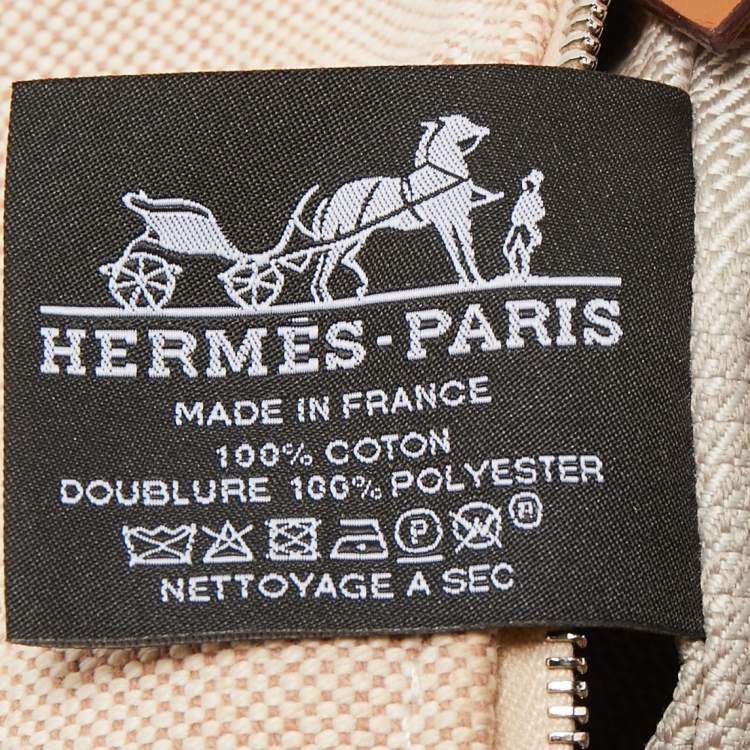 HERMÈS-PARIS
MADE IN FRANCE
100% COTON
DOUBLURE 100% POLYESTER
P W
NETTOYAGE A SEC